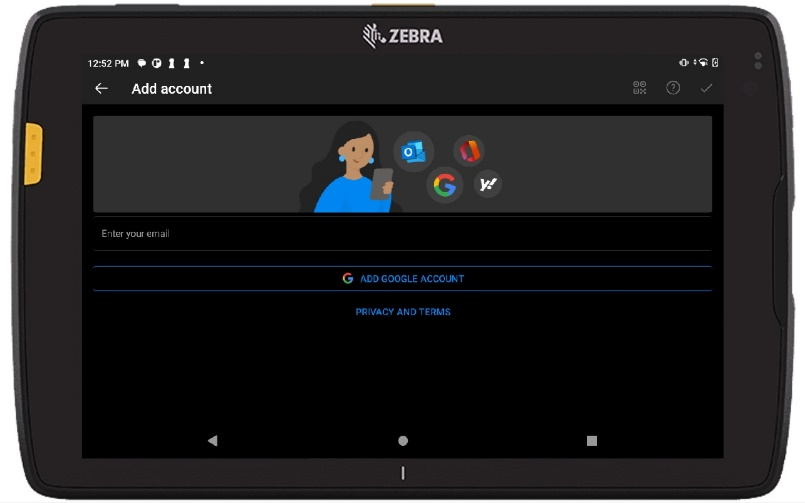 ZEBRA
12:52 PM
Add account
Enter your email
ADD GOOGLE ACCOUNT
PRIVACY AND TERMS